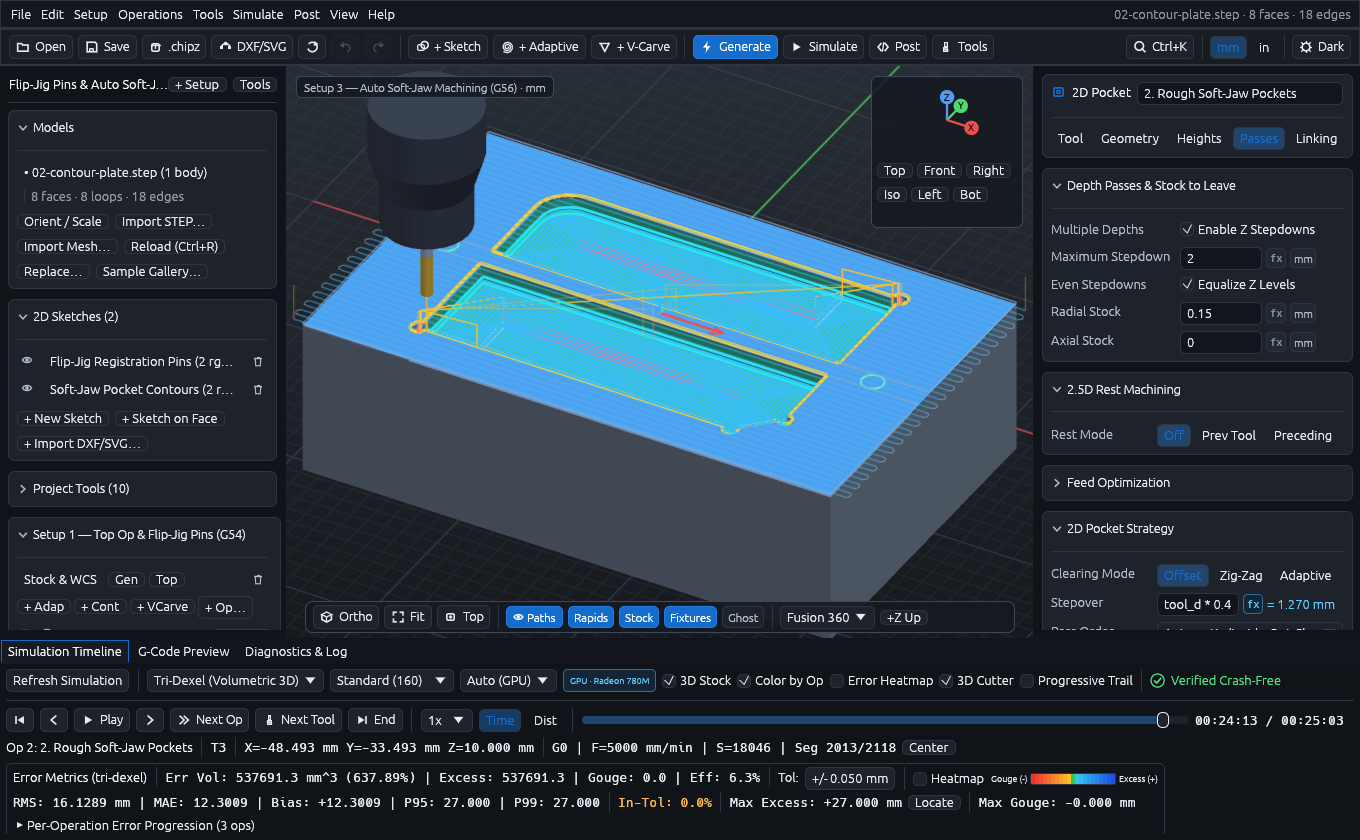 File Edit Setup Operations Tools Simulate Post View Help
02-contour-plate.step · 8 faces · 18 edges
Open Save .chipz DXF/SVG + Sketch + Adaptive + V-Carve Generate Simulate Post Tools Ctrl+K mm in Dark
Flip-Jig Pins & Auto Soft-J... + Setup Tools
Models
• 02-contour-plate.step (1 body)
8 faces · 8 loops · 18 edges
Orient / Scale Import STEP...
Import Mesh... Reload (Ctrl+R)
Replace... Sample Gallery...
2D Sketches (2)
Flip-Jig Registration Pins (2 rg...
Soft-Jaw Pocket Contours (2 r...
+ New Sketch + Sketch on Face
+ Import DXF/SVG...
Project Tools (10)
Setup 1 — Top Op & Flip-Jig Pins (G54)
Stock & WCS Gen Top
+ Adap + Cont + VCarve + Op...
Setup 3 — Auto Soft-Jaw Machining (G56) · mm
Z
Y
X
Top Front Right
Iso Left Bot
Ortho Fit Top Paths Rapids Stock Fixtures Ghost Fusion 360 +Z Up
2D Pocket 2. Rough Soft-Jaw Pockets
Tool Geometry Heights Passes Linking
Depth Passes & Stock to Leave
Multiple Depths Enable Z Stepdowns
Maximum Stepdown 2 fx mm
Even Stepdowns Equalize Z Levels
Radial Stock 0.15 fx mm
Axial Stock 0 fx mm
2.5D Rest Machining
Rest Mode Off Prev Tool Preceding
Feed Optimization
2D Pocket Strategy
Clearing Mode Offset Zig-Zag Adaptive
Stepover tool_d * 0.4 fx = 1.270 mm
Simulation Timeline G-Code Preview Diagnostics & Log
Refresh Simulation Tri-Dexel (Volumetric 3D) Standard (160) Auto (GPU) GPU · Radeon 780M 3D Stock Color by Op Error Heatmap 3D Cutter Progressive Trail Verified Crash-Free
Play Next Op Next Tool End 1x Time Dist 00:24:13 / 00:25:03
Op 2: 2. Rough Soft-Jaw Pockets T3 X=-48.493 mm Y=-33.493 mm Z=10.000 mm G0 | F=5000 mm/min | S=18046 | Seg 2013/2118 Center
Error Metrics (tri-dexel) Err Vol: 537691.3 mm^3 (637.89%) | Excess: 537691.3 | Gouge: 0.0 | Eff: 6.3% Tol: +/-0.050 mm Heatmap Gouge (-) Excess (+)
RMS: 16.1289 mm | MAE: 12.3009 | Bias: +12.3009 | P95: 27.000 | P99: 27.000 In-Tol: 0.0% Max Excess: +27.000 mm Locate Max Gouge: -0.000 mm
Per-Operation Error Progression (3 ops)